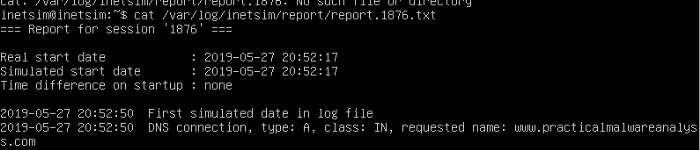 cat: /var/log/inetsim/report/report.1876: No such file or directory
inetsim@inetsim:~$ cat /var/log/inetsim/report/report.1876.txt
=== Report for session '1876' ===
Real start date : 2019-05-27 20:52:17
Simulated start date : 2019-05-27 20:52:17
Time difference on startup : none
2019-05-27 20:52:50 First simulated date in log file
2019-05-27 20:52:50 DNS connection, type: A, class: IN, requested name: www.practicalmalwareanalys
s.com